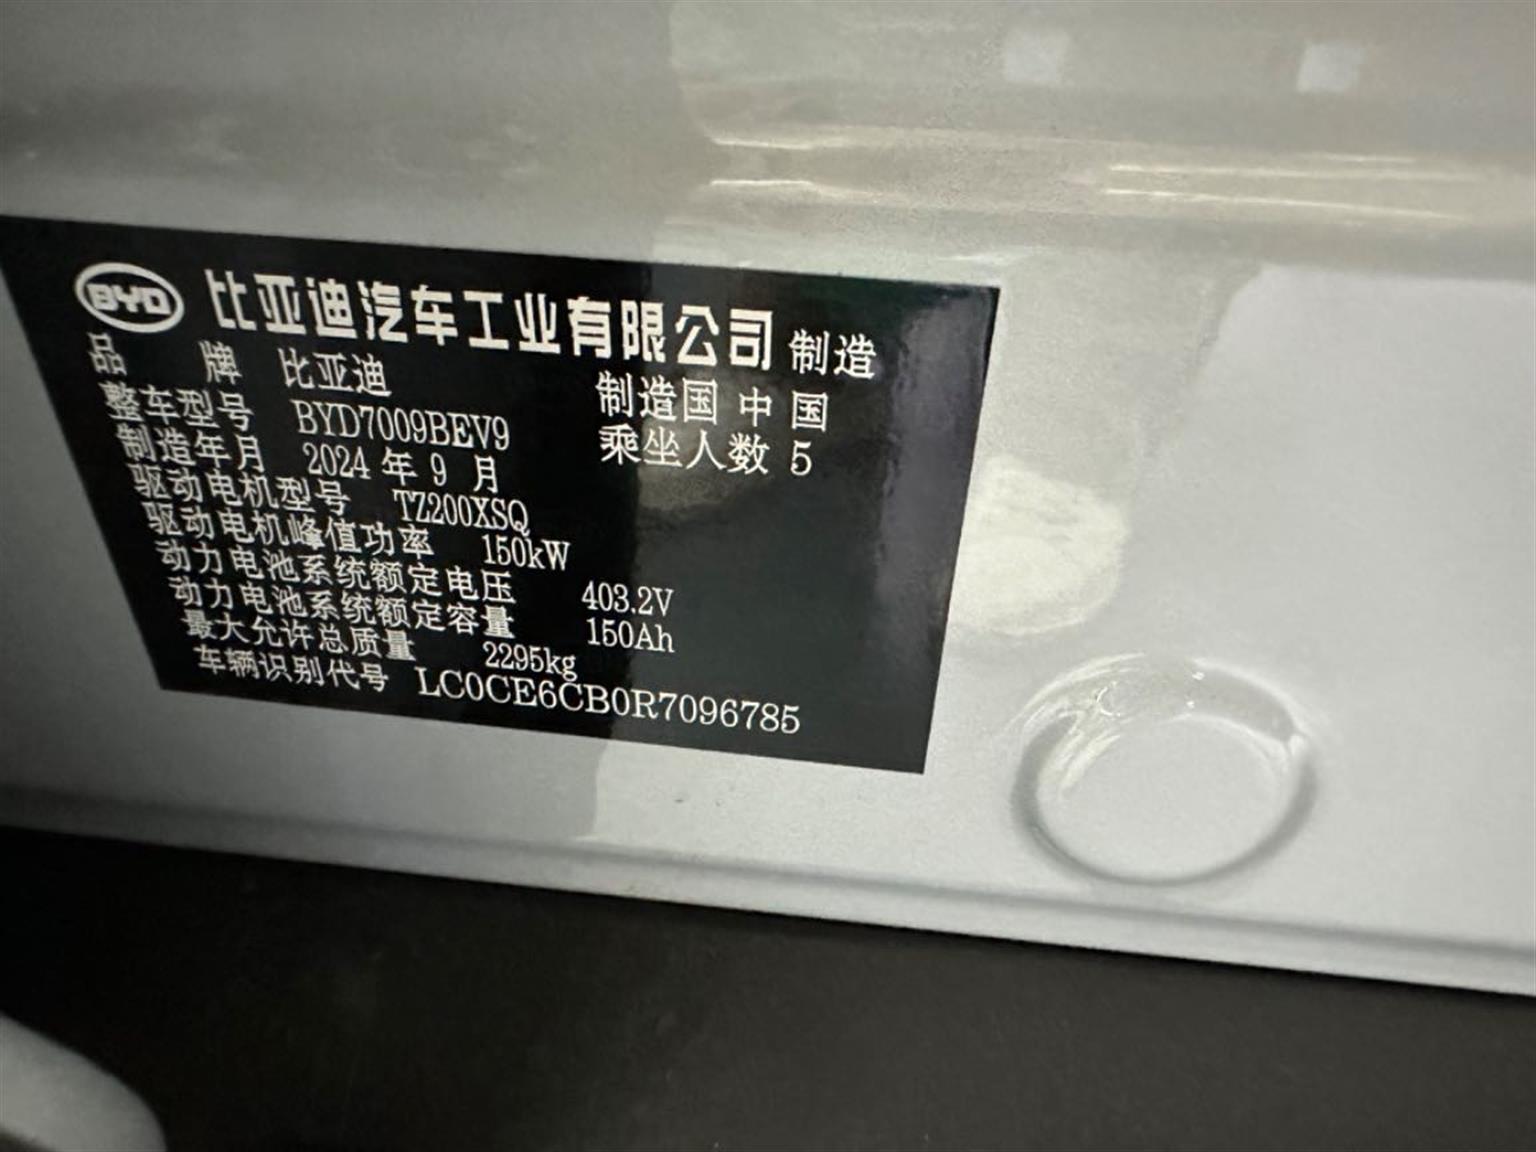 BYD 比亚迪汽车工业有限公司 制造
品 牌 比亚迪 制造国 中国
整车型号 BYD7009BEV9 乘坐人数 5
制造年月 2024 年 9 月
驱动电机型号 TZ200XSQ
驱动电机峰值功率 150kW
动力电池系统额定电压 403.2V
动力电池系统额定容量 150Ah
最大允许总质量 2295kg
车辆识别代号 LC0CE6CB0R7096785